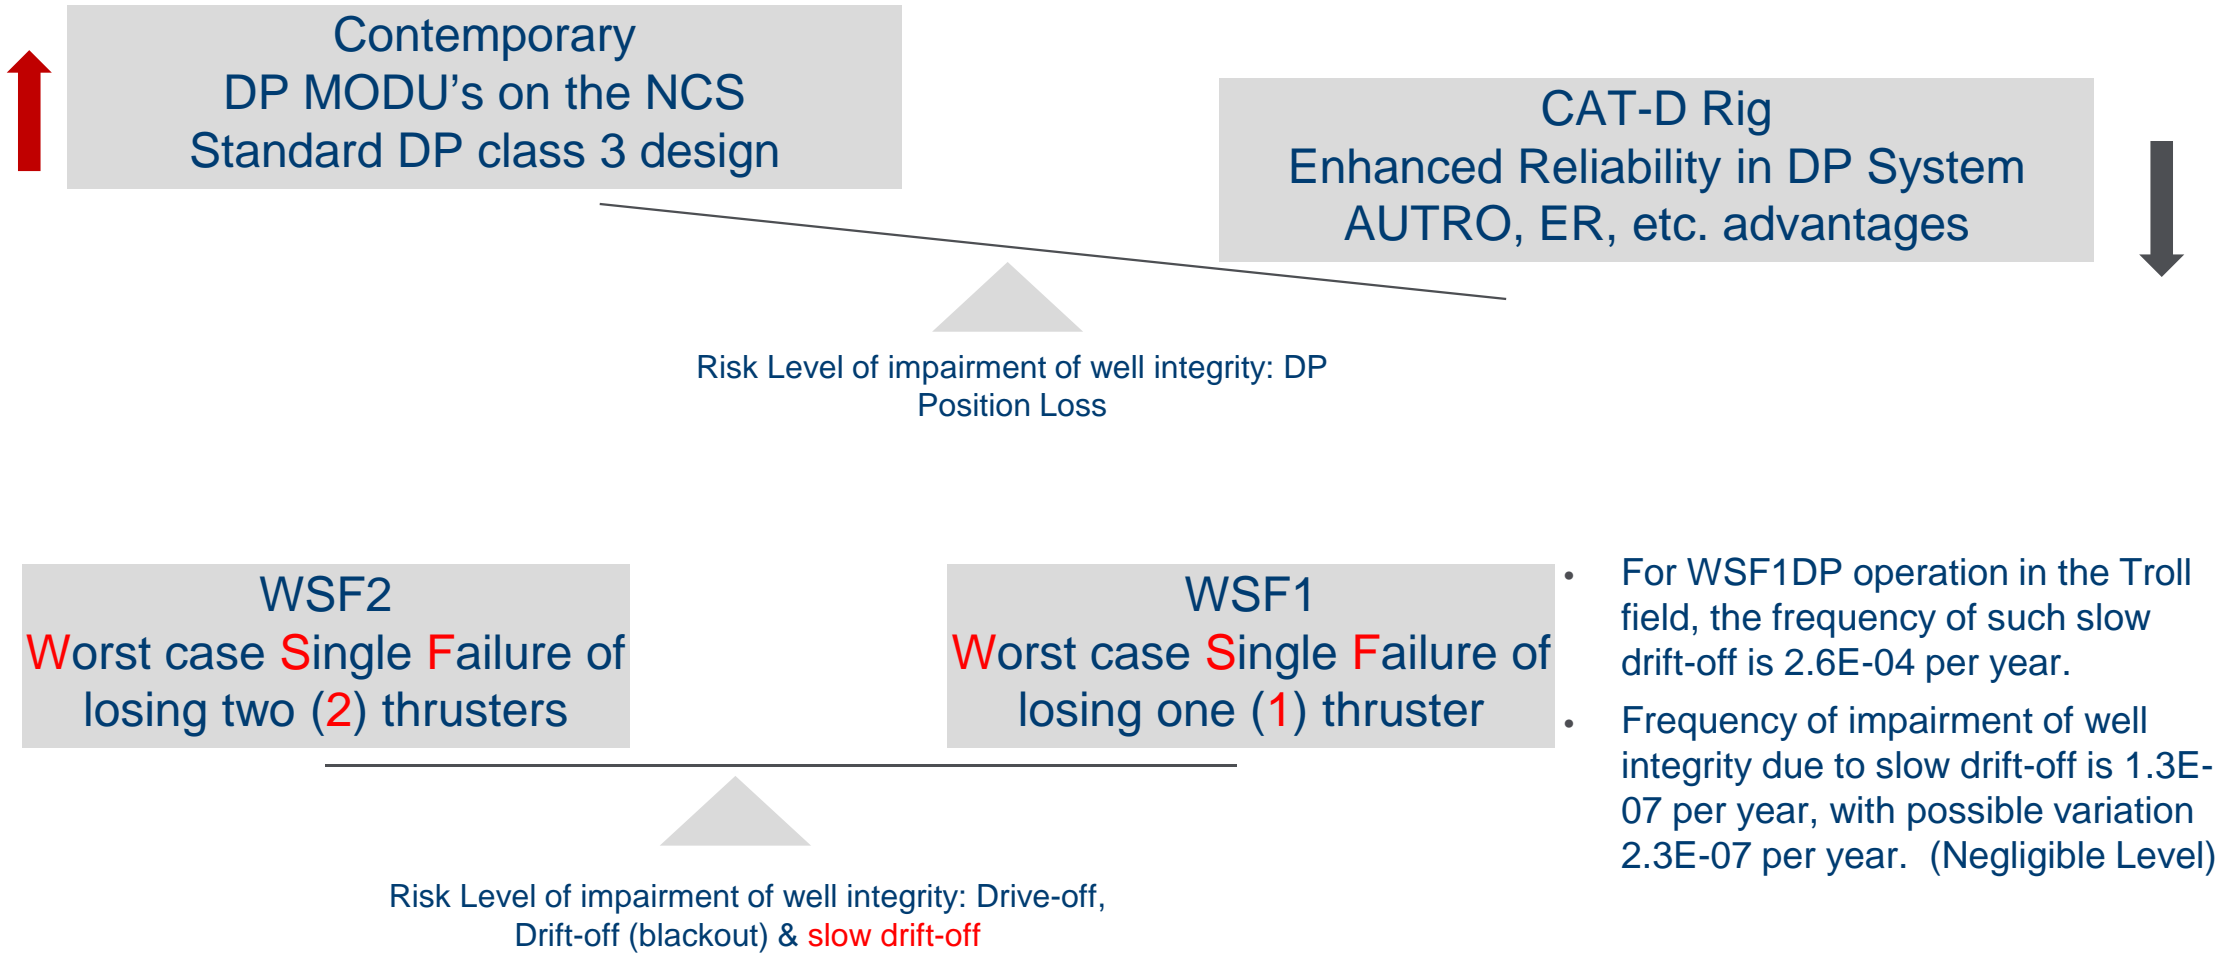 Contemporary
DP MODU's on the NCS
Standard DP class 3 design
CAT-D Rig
Enhanced Reliability in DP System
AUTRO, ER, etc. advantages
Risk Level of impairment of well integrity: DP
Position Loss
WSF2
Worst case Single Failure of
losing two (2) thrusters
WSF1
Worst case Single Failure of
losing one (1) thruster
• For WSF1DP operation in the Troll
field, the frequency of such slow
drift-off is 2.6E-04 per year.
• Frequency of impairment of well
integrity due to slow drift-off is 1.3E-
07 per year, with possible variation
2.3E-07 per year. (Negligible Level)
Risk Level of impairment of well integrity: Drive-off,
Drift-off (blackout) & slow drift-off